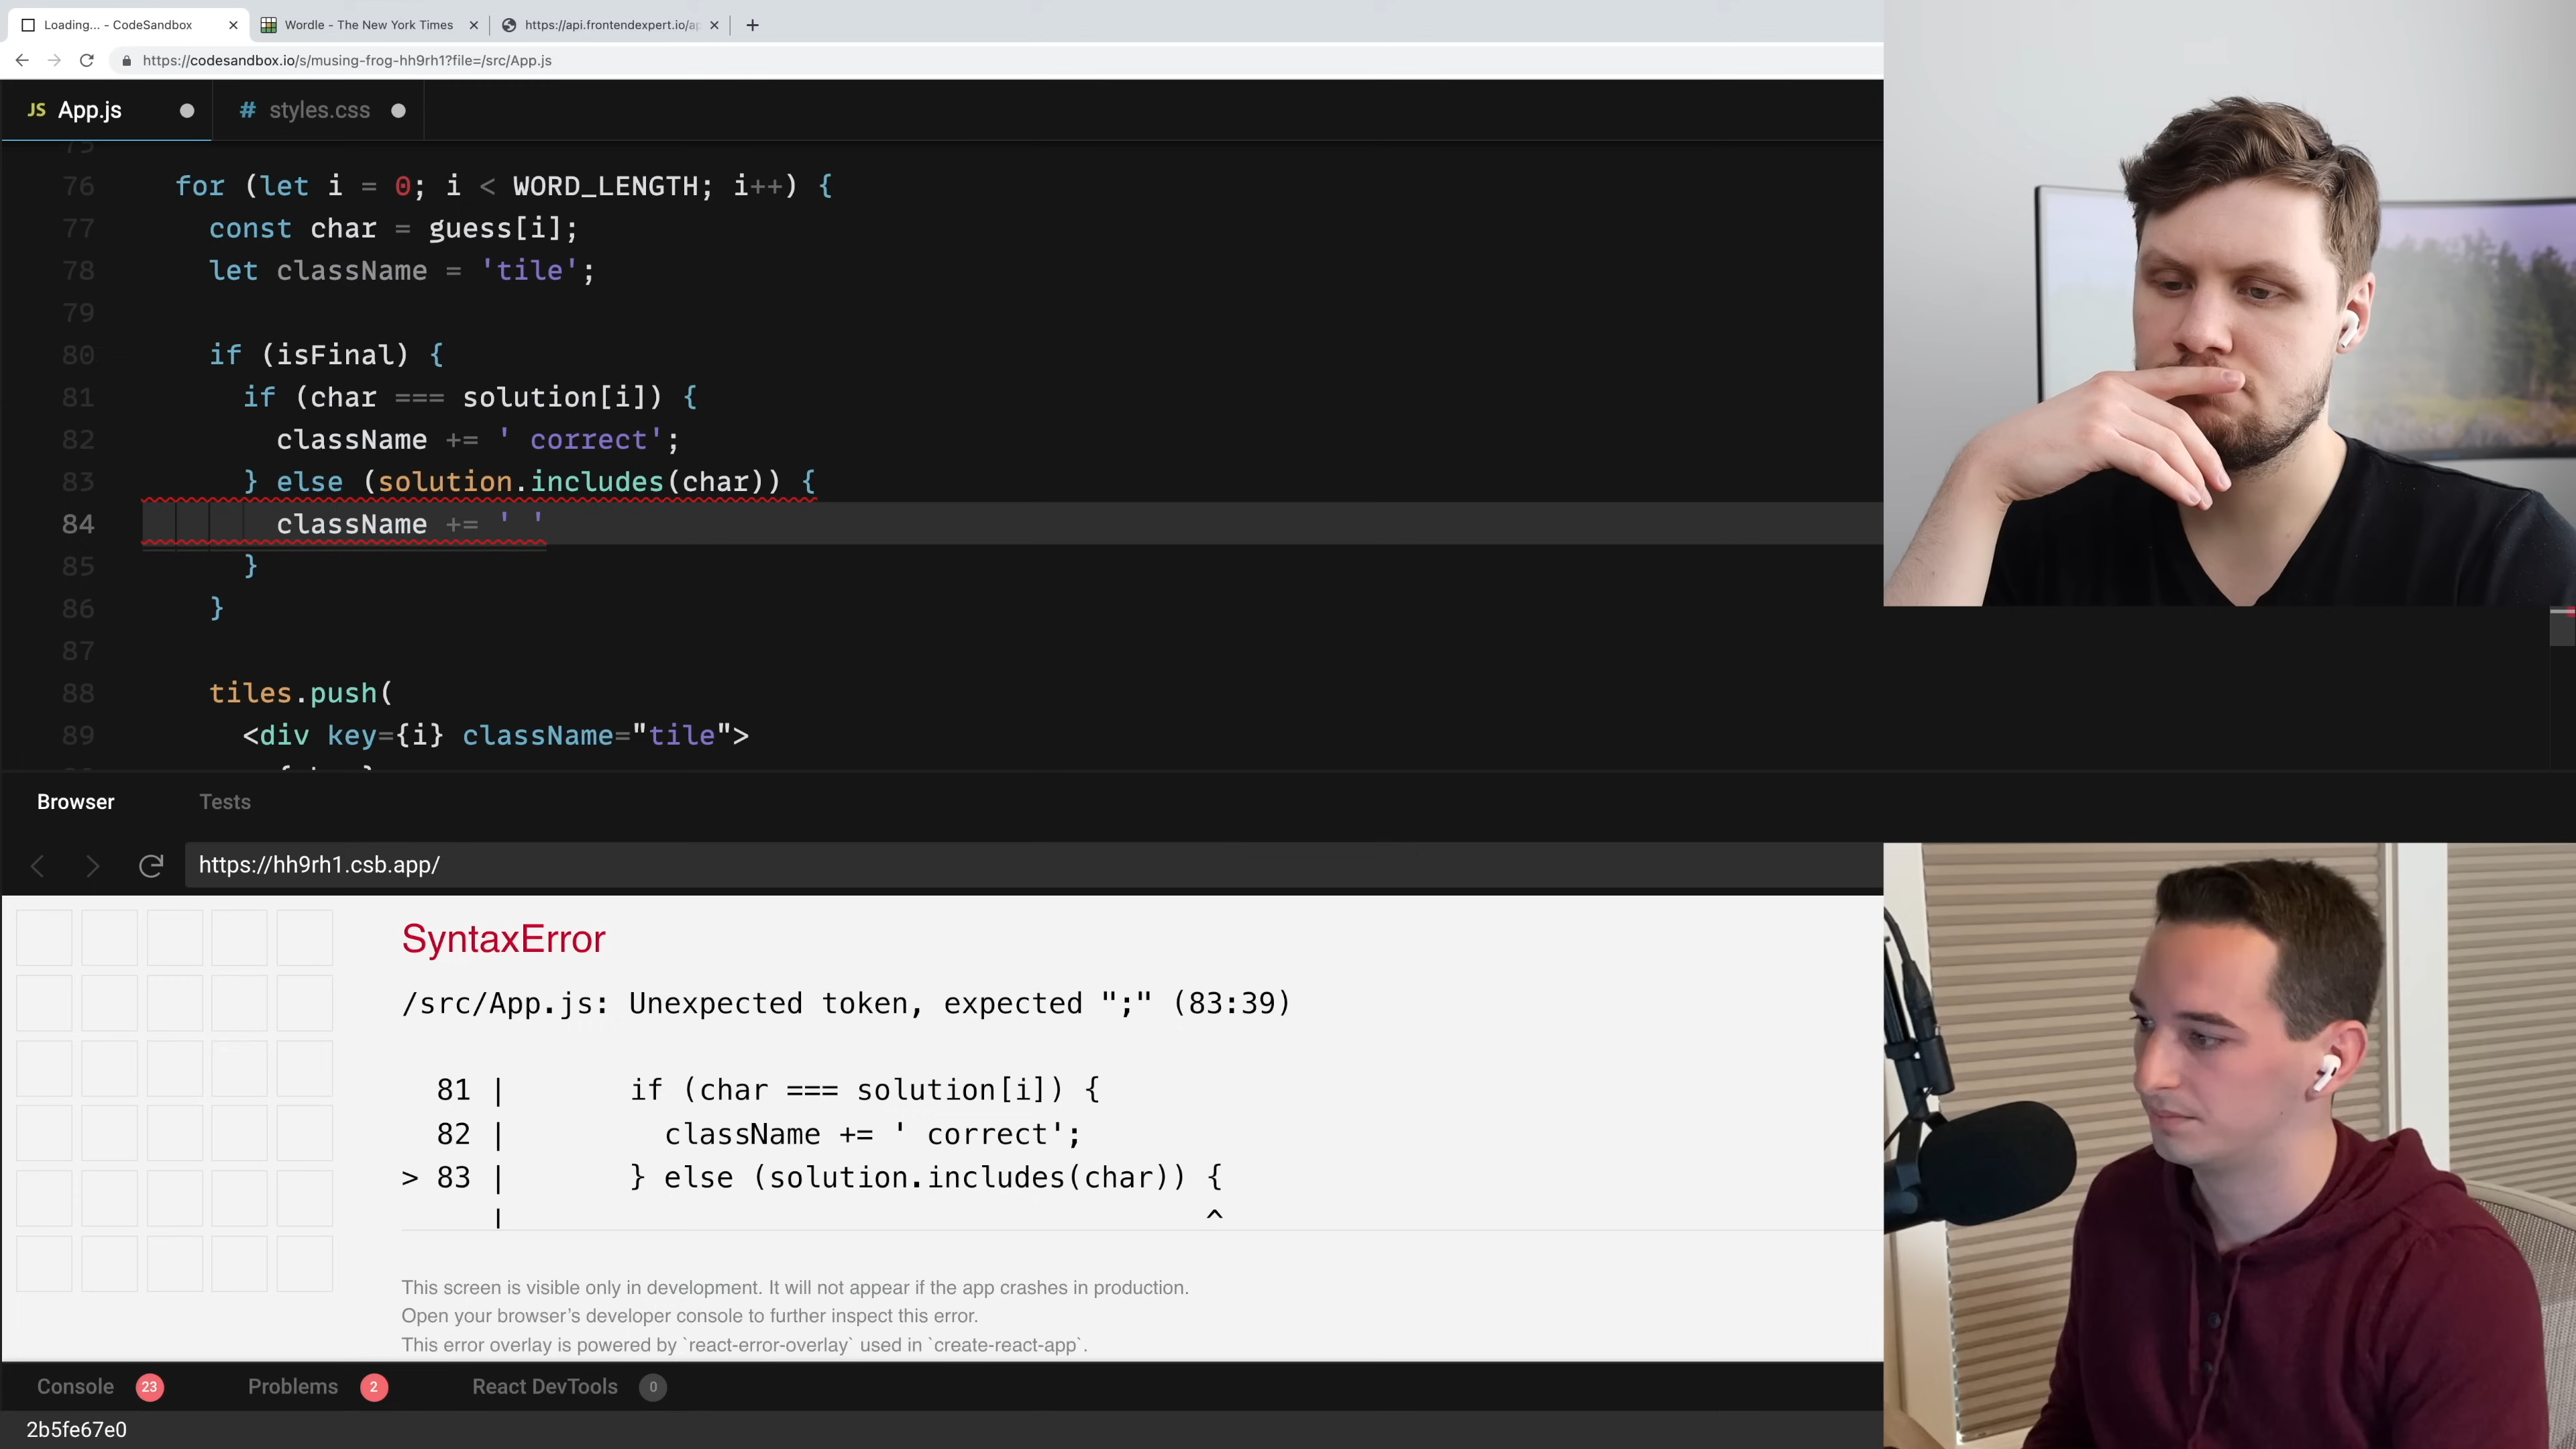 Loading... - CodeSandbox
Wordle - The New York Times
https://api.frontendexpert.io/ap
https://codesandbox.io/s/musing-frog-hh9rh1?file=/src/App.js
JS App.js
# styles.css
76 for (let i = 0; i < WORD_LENGTH; i++) {
77 const char = guess[i];
78 let className = 'tile';
79
80 if (isFinal) {
81 if (char === solution[i]) {
82 className += ' correct';
83 } else (solution.includes(char)) {
84 className += ' '
85 }
86 }
87
88 tiles.push(
89 <div key={i} className="tile">
Browser Tests
https://hh9rh1.csb.app/
SyntaxError
/src/App.js: Unexpected token, expected ";" (83:39)
81 | if (char === solution[i]) {
82 | className += ' correct';
> 83 | } else (solution.includes(char)) {
| ^
This screen is visible only in development. It will not appear if the app crashes in production.
Open your browser's developer console to further inspect this error.
This error overlay is powered by `react-error-overlay` used in `create-react-app`.
Console 23 Problems 2 React DevTools 0
2b5fe67e0